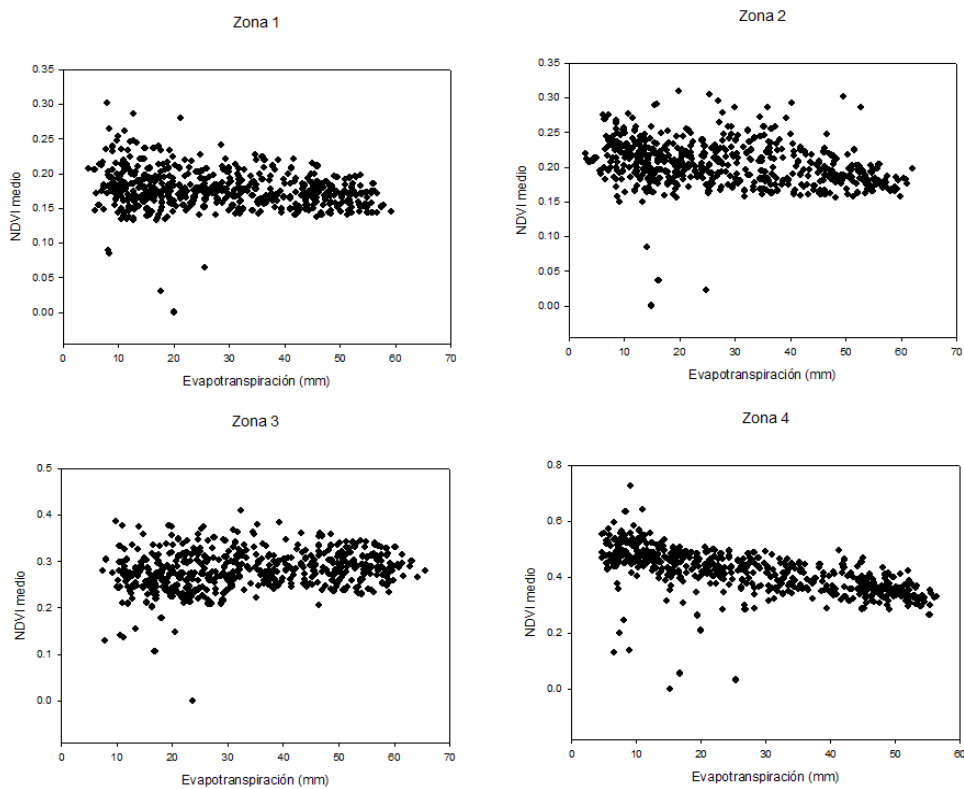 Zona 1
0.35
0.30
0.25
0.20
0.15
0.10
0.05
0.00
NDVI medio
0 10 20 30 40 50 60 70
Evapotranspiración (mm)
Zona 2
0.35
0.30
0.25
0.20
0.15
0.10
0.05
0.00
NDVI medio
0 10 20 30 40 50 60 70
Evapotranspiración (mm)
Zona 3
0.5
0.4
0.3
0.2
0.1
0.0
NDVI medio
0 10 20 30 40 50 60 70
Evapotranspiración (mm)
Zona 4
0.8
0.6
0.4
0.2
0.0
NDVI medio
0 10 20 30 40 50 60
Evapotranspiración (mm)